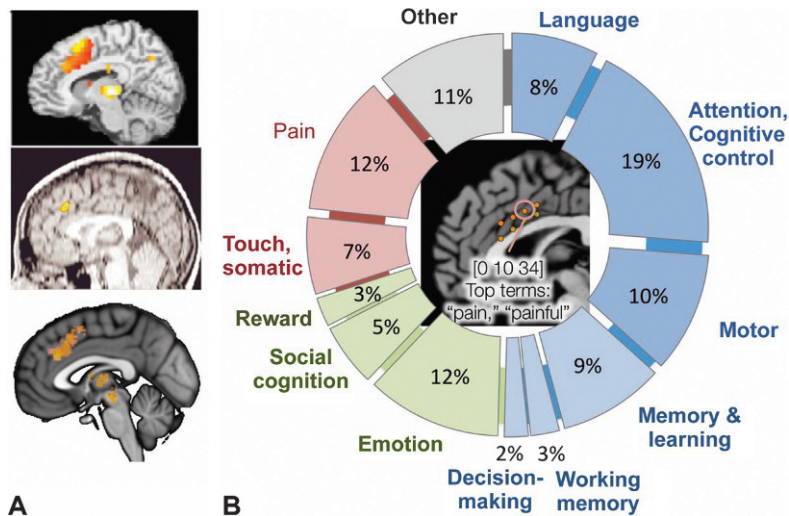 Other
11%
Language
8%
Attention,
Cognitive
control
19%
Pain
12%
Touch,
somatic
7%
[0 10 34]
Top terms:
“pain,” “painful”
Motor
10%
Reward
3%
Social
cognition
5%
Emotion
12%
2%
Decision-
making
3%
Working
memory
9%
Memory &
learning
A
B